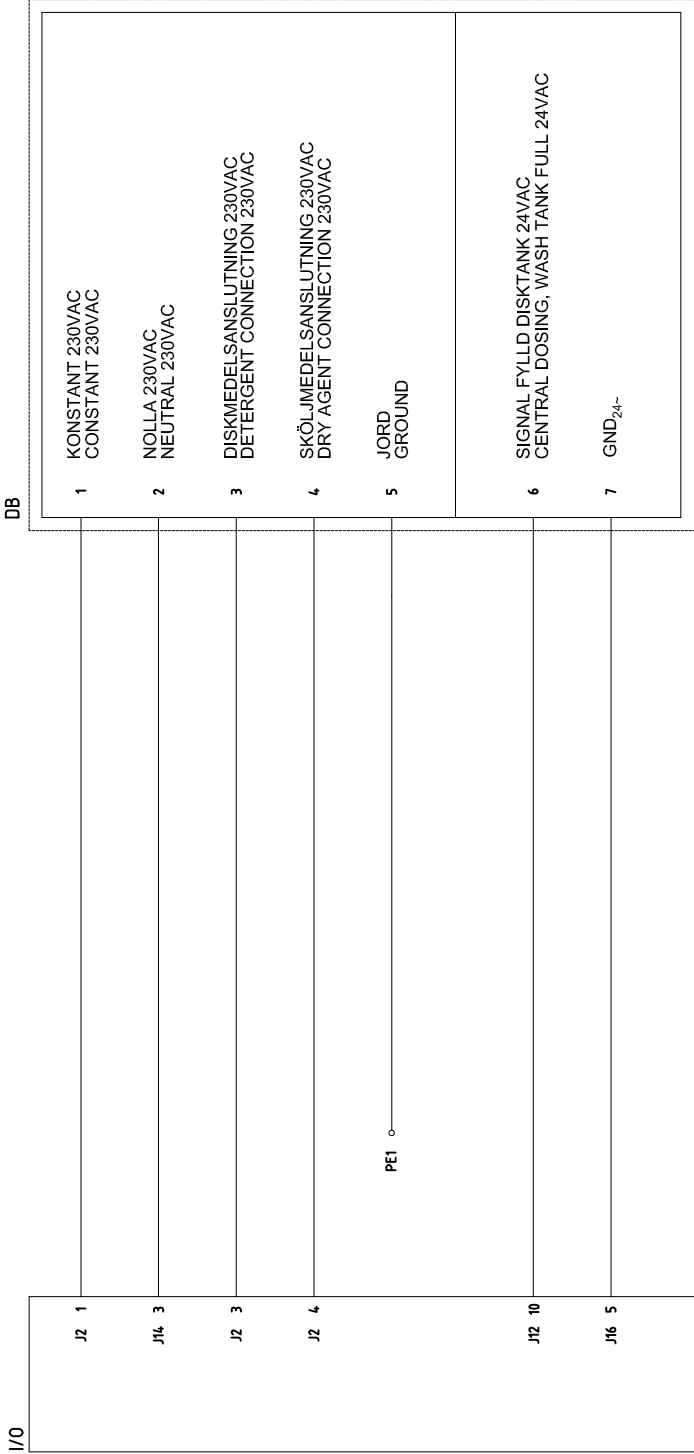 DB
1 KONSTANT 230VAC
CONSTANT 230VAC
2 NOLLA 230VAC
NEUTRAL 230VAC
3 DISKMEDELSANSLUTNING 230VAC
DETERGENT CONNECTION 230VAC
4 SKÖLJMEDELSANSLUTNING 230VAC
DRY AGENT CONNECTION 230VAC
5 JORD
GROUND
6 SIGNAL FYLLD DISKTANK 24VAC
CENTRAL DOSING, WASH TANK FULL 24VAC
7 GND24~
PE1
I/O
J2 1
J14 3
J2 3
J2 4
J12 10
J16 5